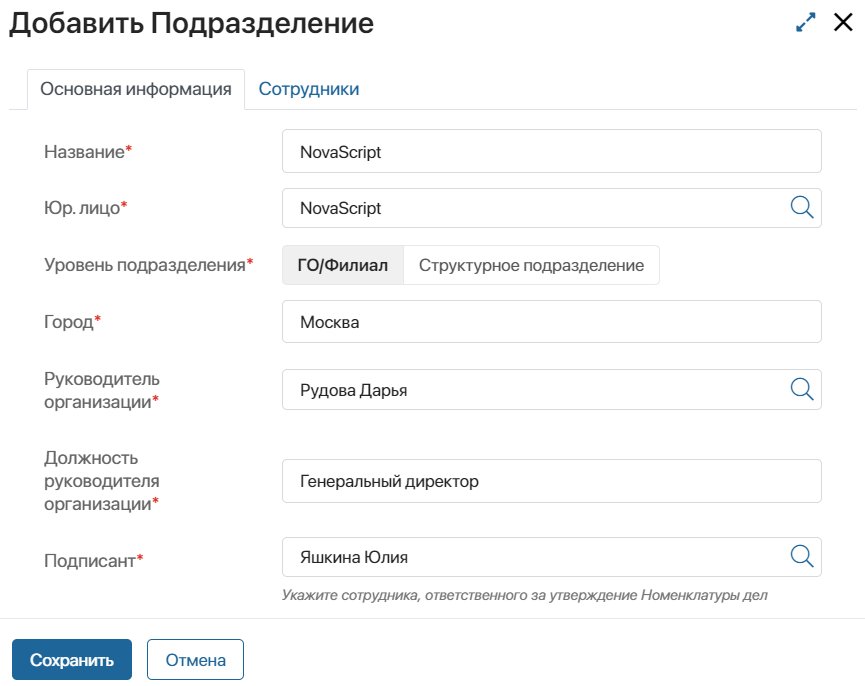 Добавить Подразделение
Основная информация
Сотрудники
Название*
NovaScript
Юр. лицо*
NovaScript
Уровень подразделения*
ГО/Филиал
Структурное подразделение
Город*
Москва
Руководитель
организации*
Рудова Дарья
Должность
руководителя
организации*
Генеральный директор
Подписант*
Яшкина Юлия
Укажите сотрудника, ответственного за утверждение Номенклатуры дел
Сохранить
Отмена